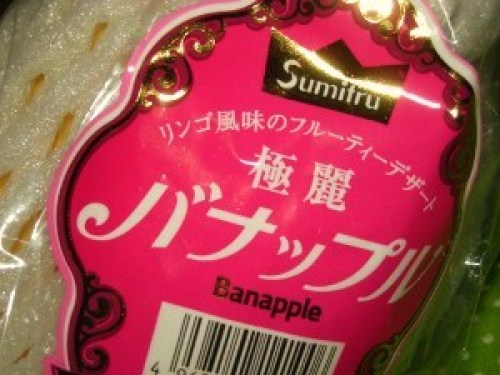 Sumifru
リンゴ風味のフルーティーデザート
極麗
バナップル
Banapple